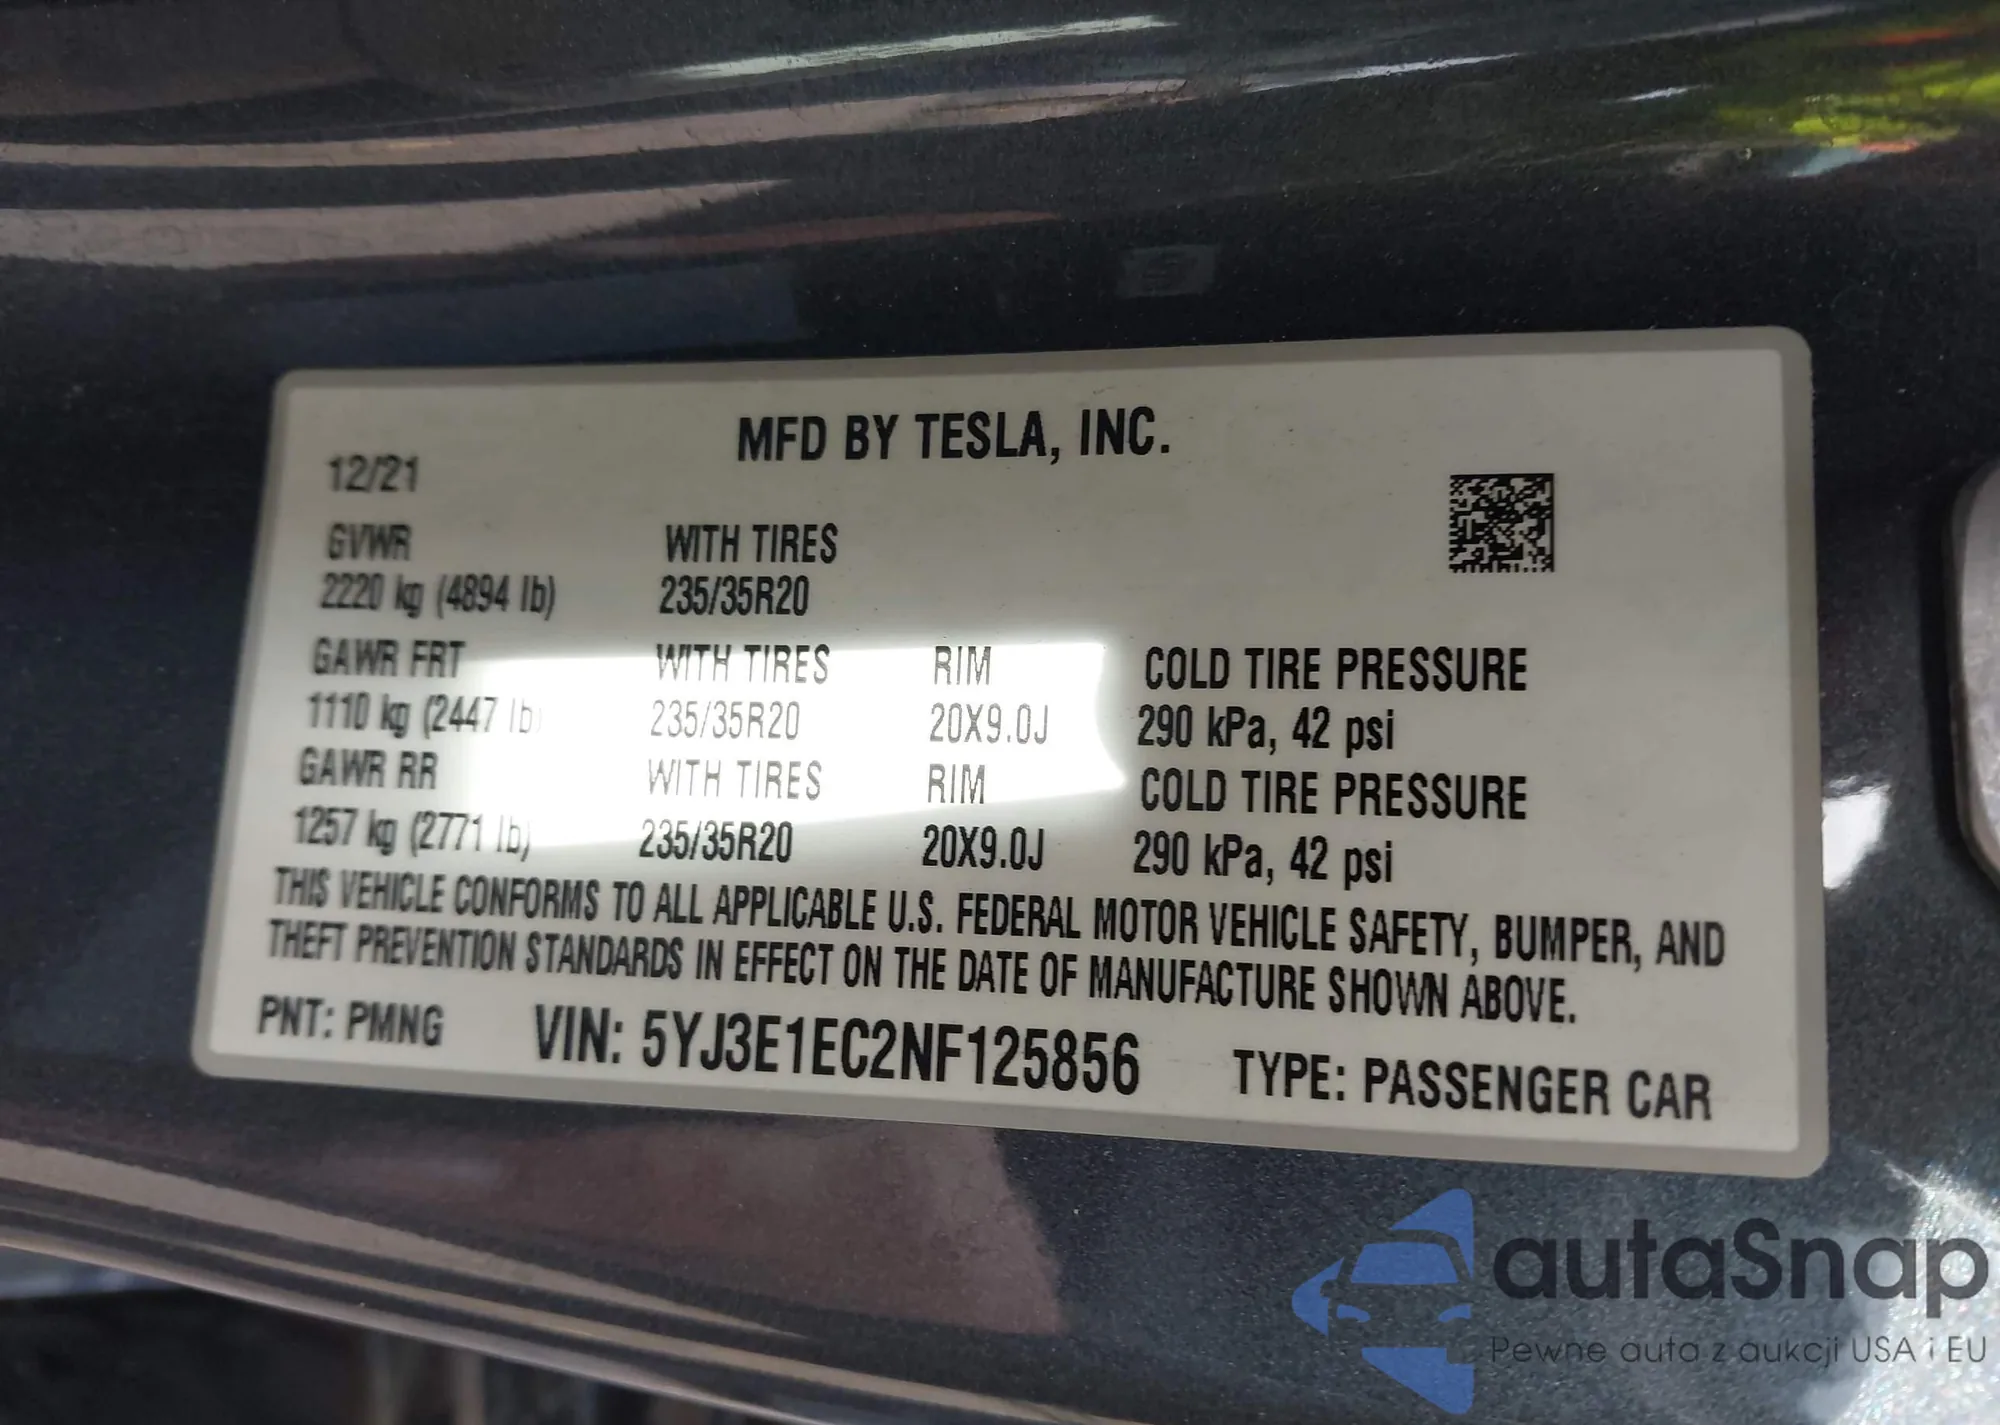 MFD BY TESLA, INC.
12/21
GVWR WITH TIRES
2220 kg (4894 lb) 235/35R20
GAWR FRT WITH TIRES RIM COLD TIRE PRESSURE
1110 kg (2447 lb) 235/35R20 20X9.0J 290 kPa, 42 psi
GAWR RR WITH TIRES RIM COLD TIRE PRESSURE
1257 kg (2771 lb) 235/35R20 20X9.0J 290 kPa, 42 psi
THIS VEHICLE CONFORMS TO ALL APPLICABLE U.S. FEDERAL MOTOR VEHICLE SAFETY, BUMPER, AND
THEFT PREVENTION STANDARDS IN EFFECT ON THE DATE OF MANUFACTURE SHOWN ABOVE.
PNT: PMNG VIN: 5YJ3E1EC2NF125856 TYPE: PASSENGER CAR
autaSnap
Pewne auta z aukcji USA i EU